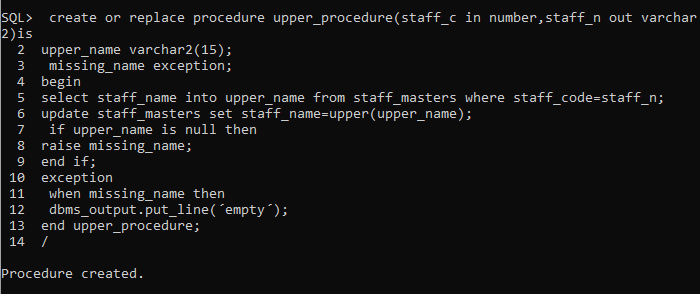 SQL>  create or replace procedure upper_procedure(staff_c in number,staff_n out varchar
2)is
  2  upper_name varchar2(15);
  3   missing_name exception;
  4  begin
  5  select staff_name into upper_name from staff_masters where staff_code=staff_n;
  6  update staff_masters set staff_name=upper(upper_name);
  7   if upper_name is null then
  8  raise missing_name;
  9  end if;
 10  exception
 11   when missing_name then
 12   dbms_output.put_line(´empty´);
 13  end upper_procedure;
 14  /
Procedure created.